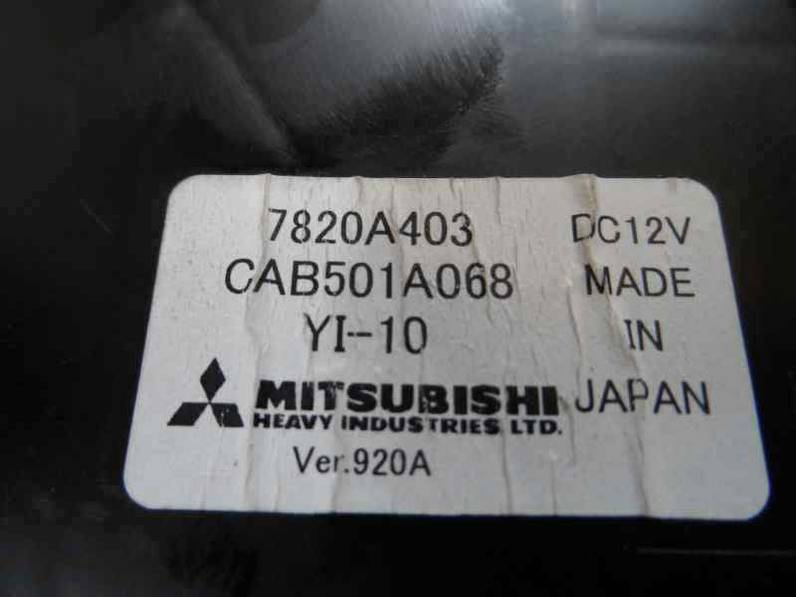 7820A403 DC12V
CAB501A068 MADE
YI-10 IN
MITSUBISHI JAPAN
HEAVY INDUSTRIES LTD.
Ver.920A